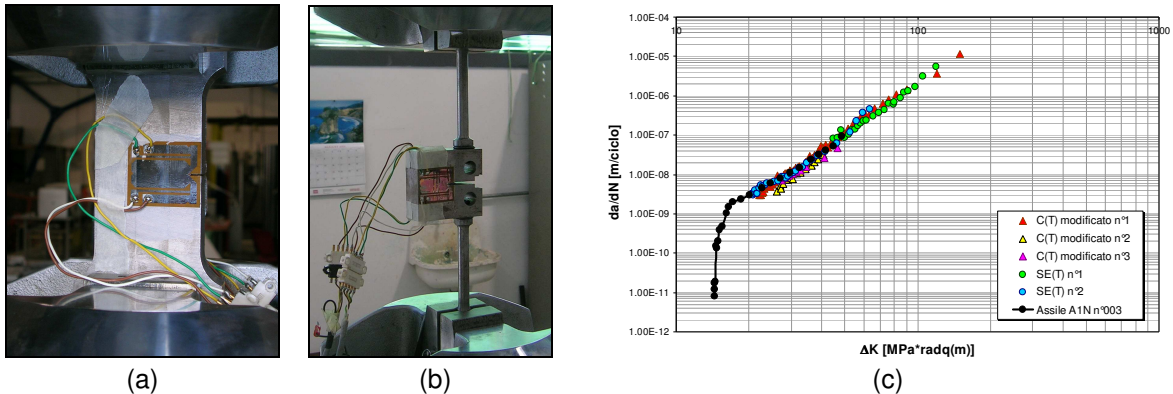 1.00E-04
1.00E-05
1.00E-06
1.00E-07
1.00E-08
1.00E-09
1.00E-10
1.00E-11
1.00E-12
10
100
1000
da/dN [m/ciclo]
ΔK [MPa*radq(m)]
C(T) modificato n°1
C(T) modificato n°2
C(T) modificato n°3
SE(T) n°1
SE(T) n°2
Assile A1N n°003
(a)
(b)
(c)